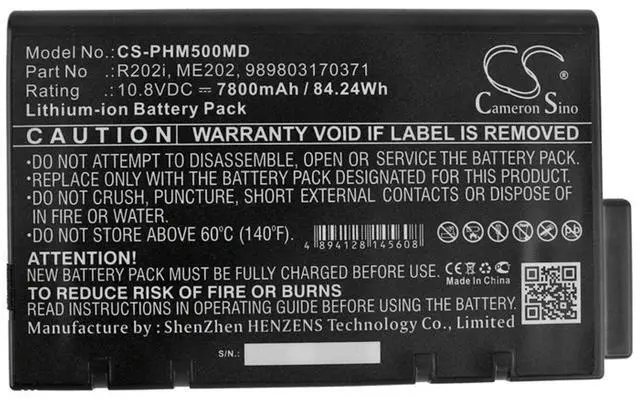 Model No.: CS-PHM500MD
Part No : R202i, ME202, 989803170371
Rating : 10.8VDC ⎓ 7800mAh / 84.24Wh
Lithium-ion Battery Pack
CS
Cameron Sino
CAUTION WARRANTY VOID IF LABEL IS REMOVED
•DO NOT ATTEMPT TO DISASSEMBLE, OPEN OR SERVICE THE BATTERY PACK.
•REPLACE ONLY WITH THE BATTERY PACK DESIGNATED FOR THIS PRODUCT.
•DO NOT CRUSH, PUNCTURE, SHORT EXTERNAL CONTACTS OR DISPOSE OF
IN FIRE OR WATER.
•DO NOT STORE ABOVE 60°C (140°F).
4 894128 145608
ATTENTION!
NEW BATTERY PACK MUST BE FULLY CHARGED BEFORE USE.
TO REDUCE RISK OF FIRE OR BURNS
READ INSTRUCTIONS OF OPERATING GUIDE BEFORE USING THE BATTERY.
Manufacture by : ShenZhen HENZENS Technology Co., Limited
CE
Made in China
S/N.: